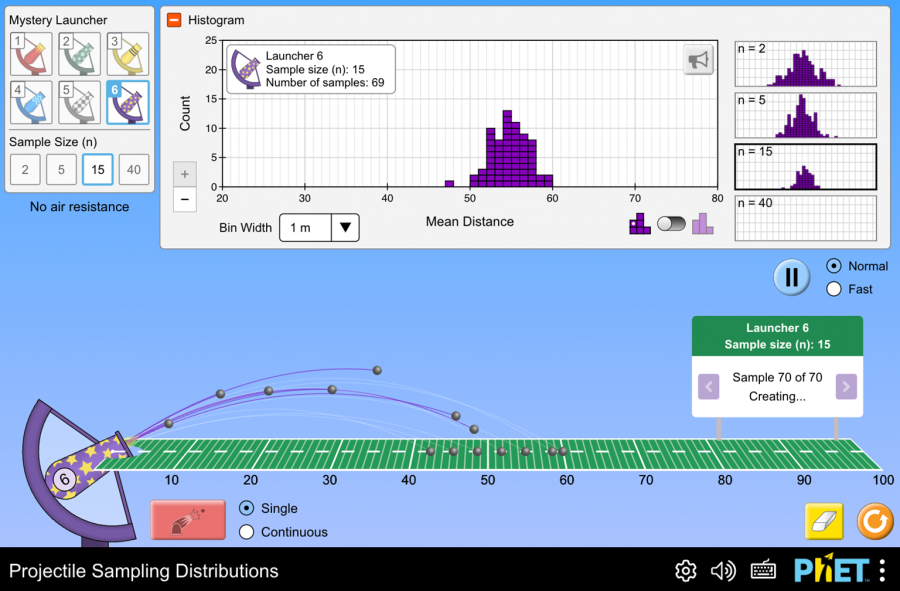 Mystery Launcher
1
2
3
4
5
6
Sample Size (n)
2
5
15
40
No air resistance
Histogram
25
20
15
10
5
0
Count
Launcher 6
Sample size (n): 15
Number of samples: 69
20
30
40
50
60
70
80
Mean Distance
+
−
Bin Width
1 m
n = 2
n = 5
n = 15
n = 40
Normal
Fast
Launcher 6
Sample size (n): 15
Sample 70 of 70
Creating...
6
10
20
30
40
50
60
70
80
90
100
Single
Continuous
Projectile Sampling Distributions
PhET